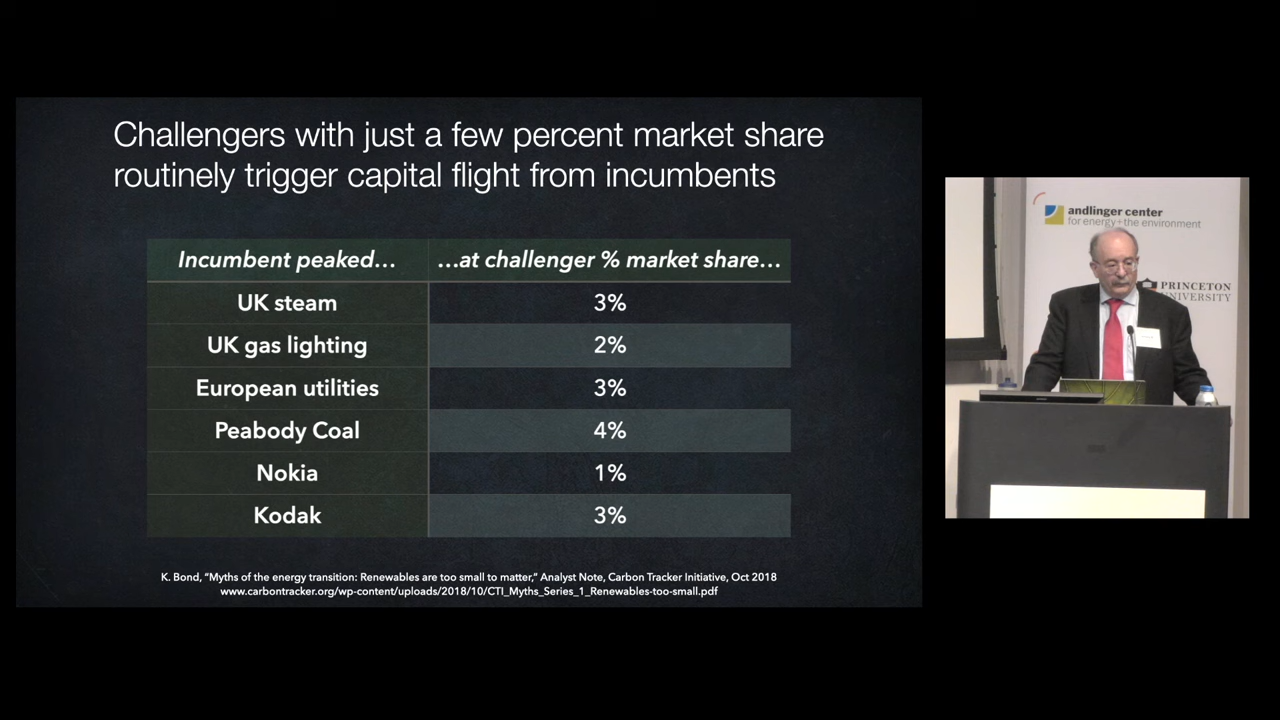 Challengers with just a few percent market share
routinely trigger capital flight from incumbents
Incumbent peaked… …at challenger % market share…
UK steam 3%
UK gas lighting 2%
European utilities 3%
Peabody Coal 4%
Nokia 1%
Kodak 3%
K. Bond, “Myths of the energy transition: Renewables are too small to matter,” Analyst Note, Carbon Tracker Initiative, Oct 2018
www.carbontracker.org/wp-content/uploads/2018/10/CTI_Myths_Series_1_Renewables-too-small.pdf
andlinger center
for energy+the environment
PRINCETON
UNIVERSITY